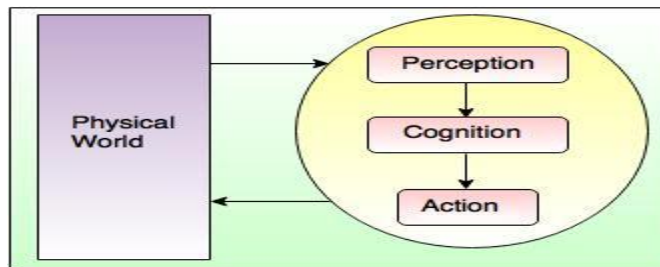 Physical
World
Perception
Cognition
Action